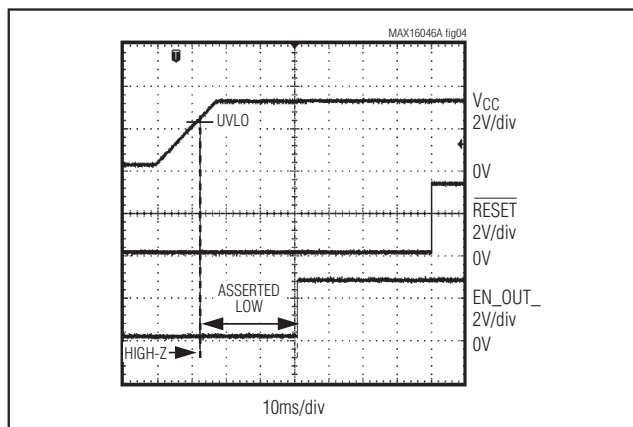 MAX16046A fig04
VCC
2V/div
UVLO
0V
RESET
2V/div
0V
ASSERTED
LOW
EN_OUT_
2V/div
0V
HIGH-Z
10ms/div